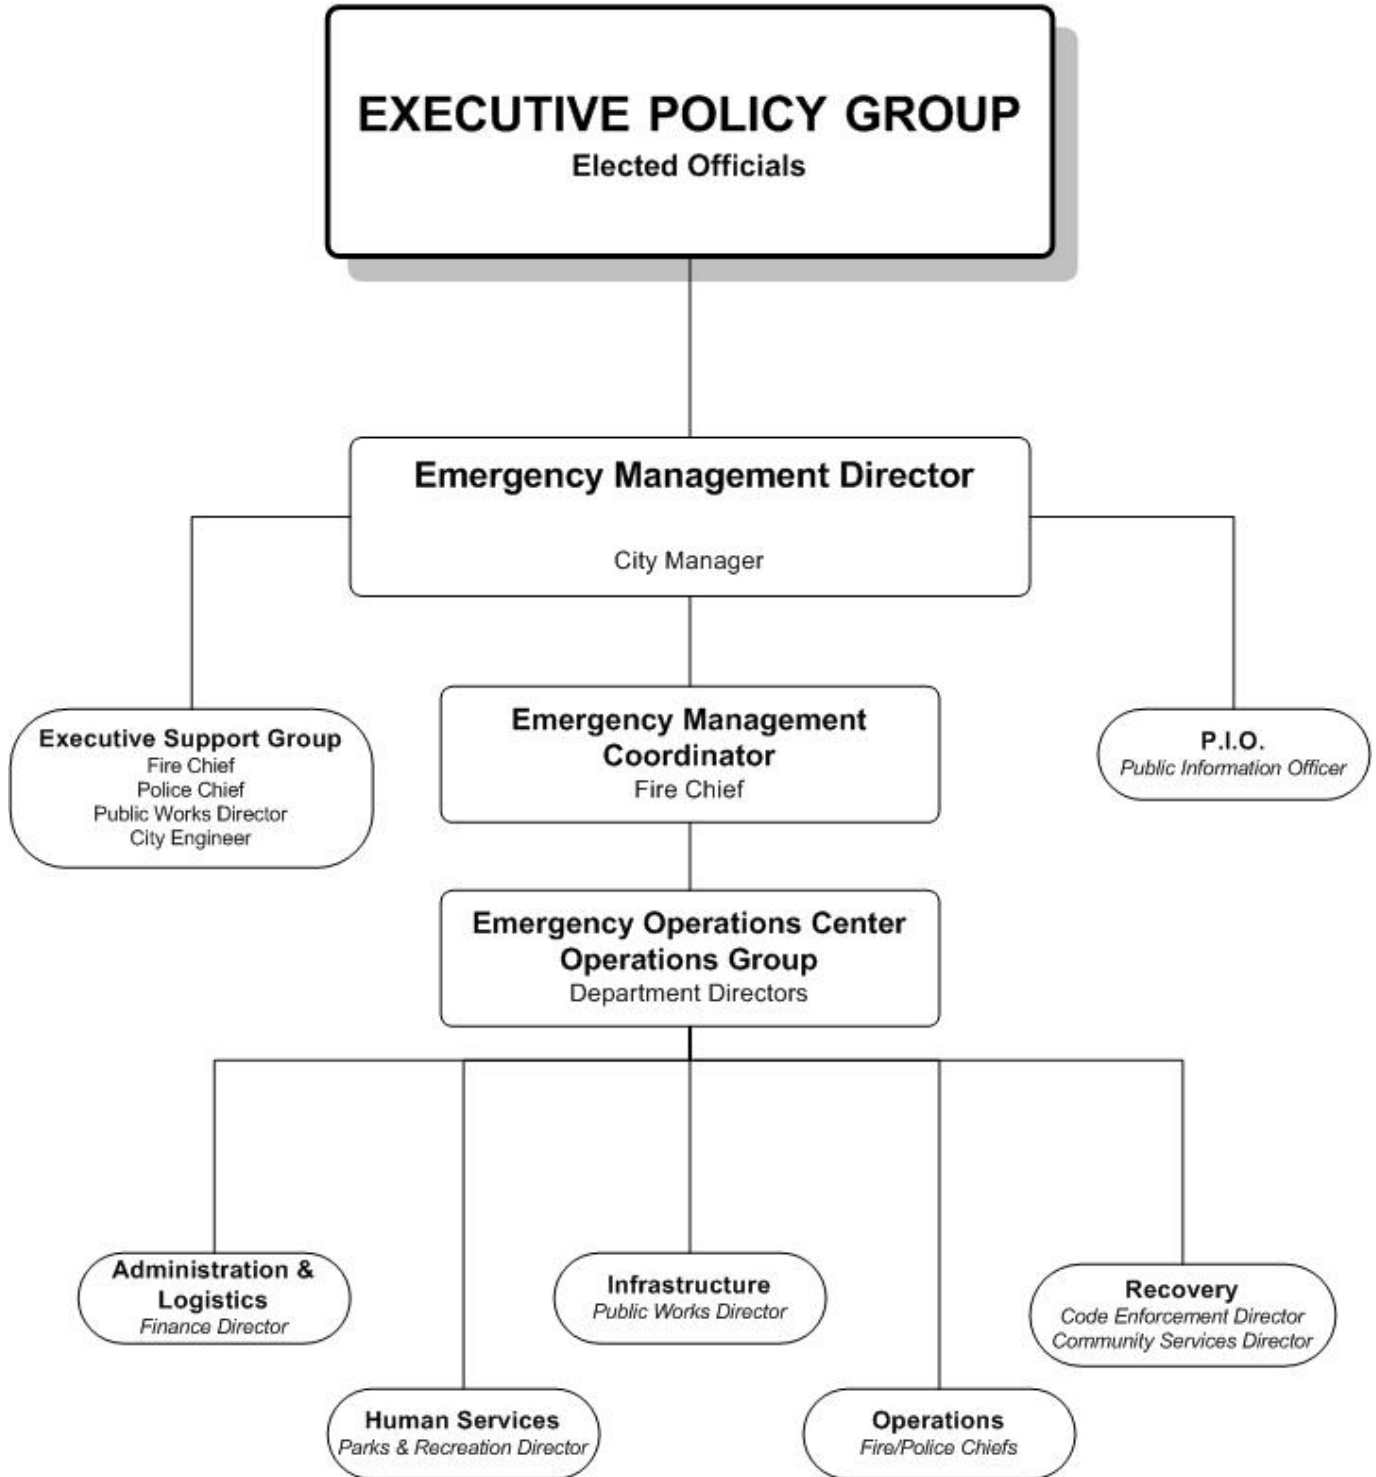 EXECUTIVE POLICY GROUP
Elected Officials
Emergency Management Director
City Manager
Executive Support Group
Fire Chief
Police Chief
Public Works Director
City Engineer
Emergency Management
Coordinator
Fire Chief
P.I.O.
Public Information Officer
Emergency Operations Center
Operations Group
Department Directors
Administration &
Logistics
Finance Director
Infrastructure
Public Works Director
Recovery
Code Enforcement Director
Community Services Director
Human Services
Parks & Recreation Director
Operations
Fire/Police Chiefs